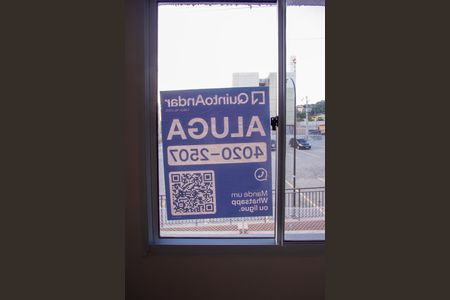 QuintoAndar
ALUGA
4020-2507
Mande um
Whatsapp
ou ligue.